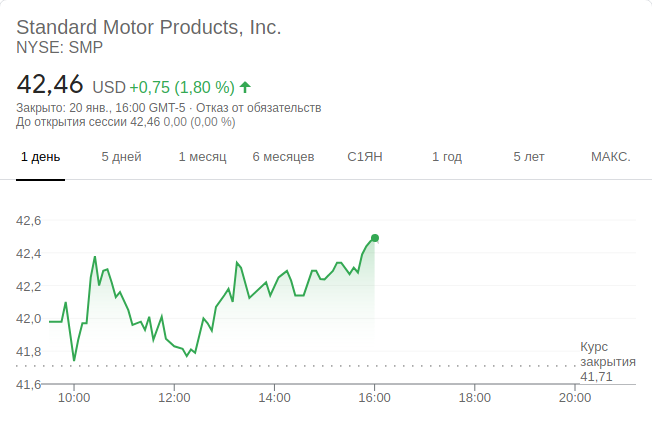 Standard Motor Products, Inc.
NYSE: SMP
42,46 USD +0,75 (1,80 %)
Закрыто: 20 янв., 16:00 GMT-5 · Отказ от обязательств
До открытия сессии 42,46 0,00 (0,00 %)
1 день 5 дней 1 месяц 6 месяцев С1ЯН 1 год 5 лет МАКС.
42,6
42,4
42,2
42,0
41,8
41,6
Курс
закрытия
41,71
10:00 12:00 14:00 16:00 18:00 20:00